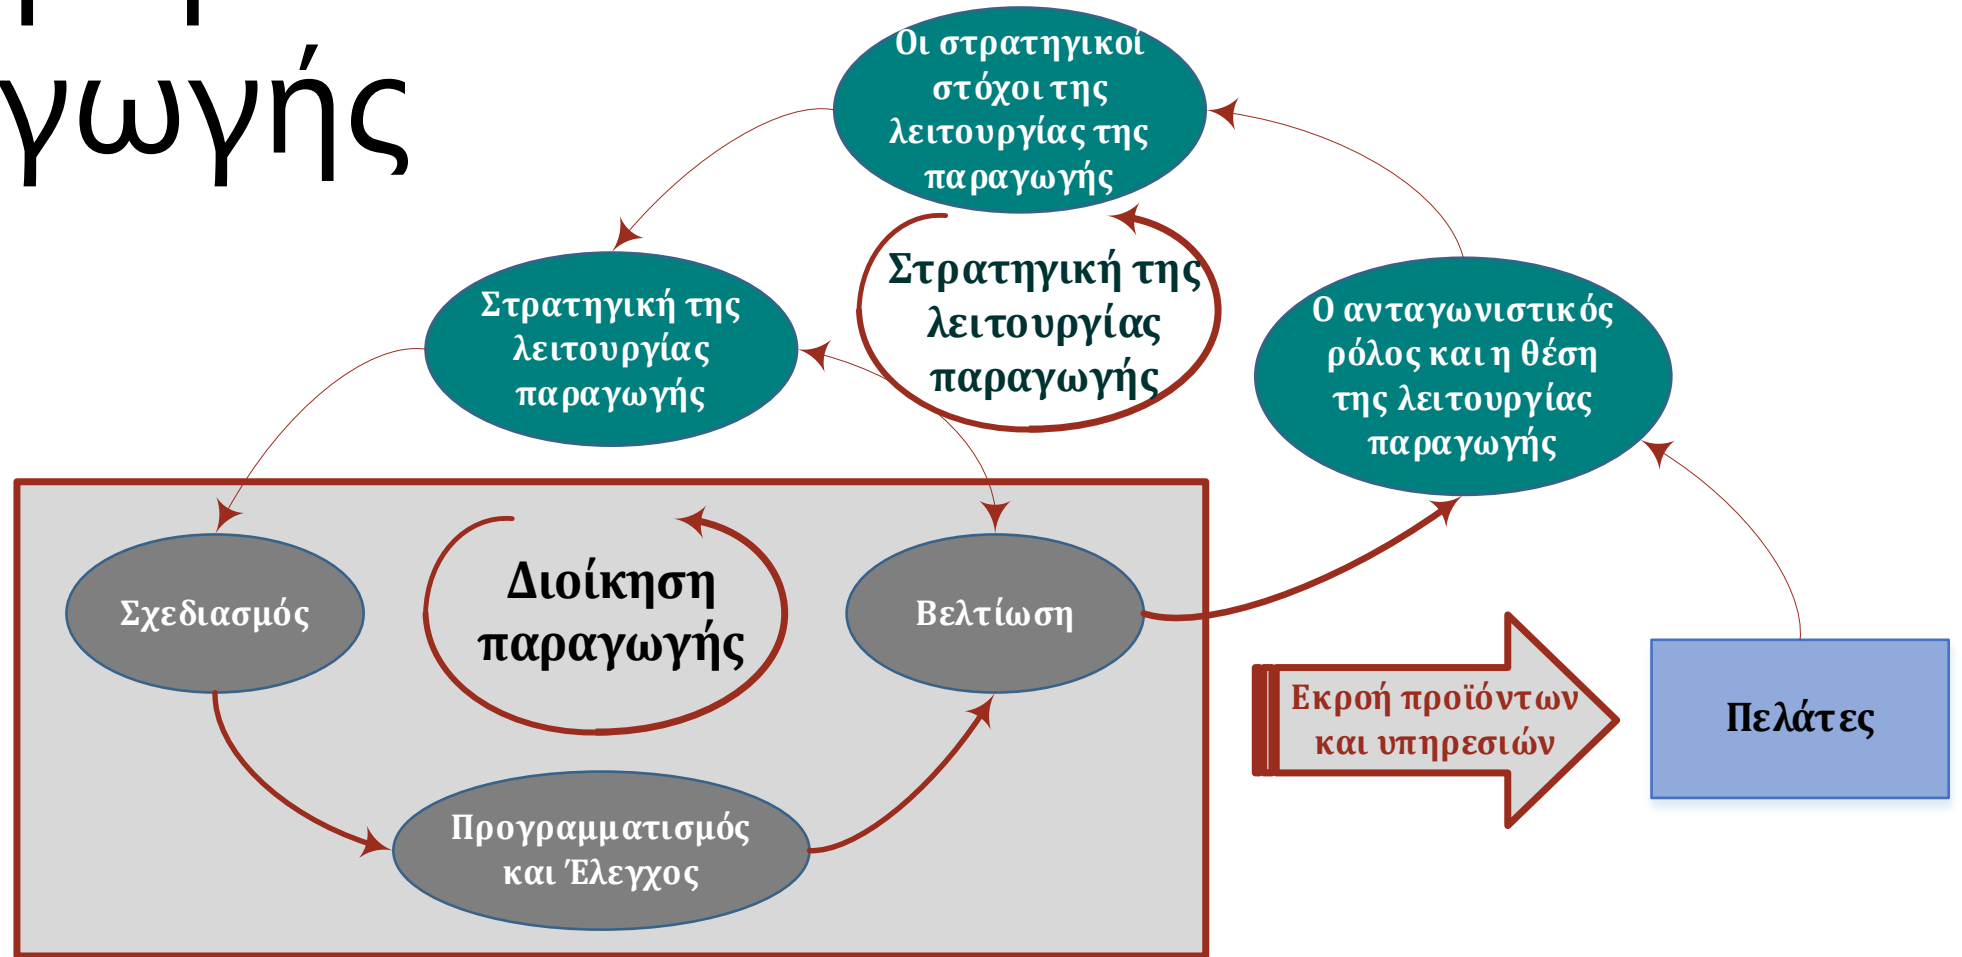 γωγής
Οι στρατηγικοί
στόχοι της
λειτουργίας της
παραγωγής
Στρατηγική της
λειτουργίας
παραγωγής
Στρατηγική της
λειτουργίας
παραγωγής
Ο ανταγωνιστικός
ρόλος και η θέση
της λειτουργίας
παραγωγής
Σχεδιασμός
Διοίκηση
παραγωγής
Βελτίωση
Προγραμματισμός
και Έλεγχος
Εκροή προϊόντων
και υπηρεσιών
Πελάτες